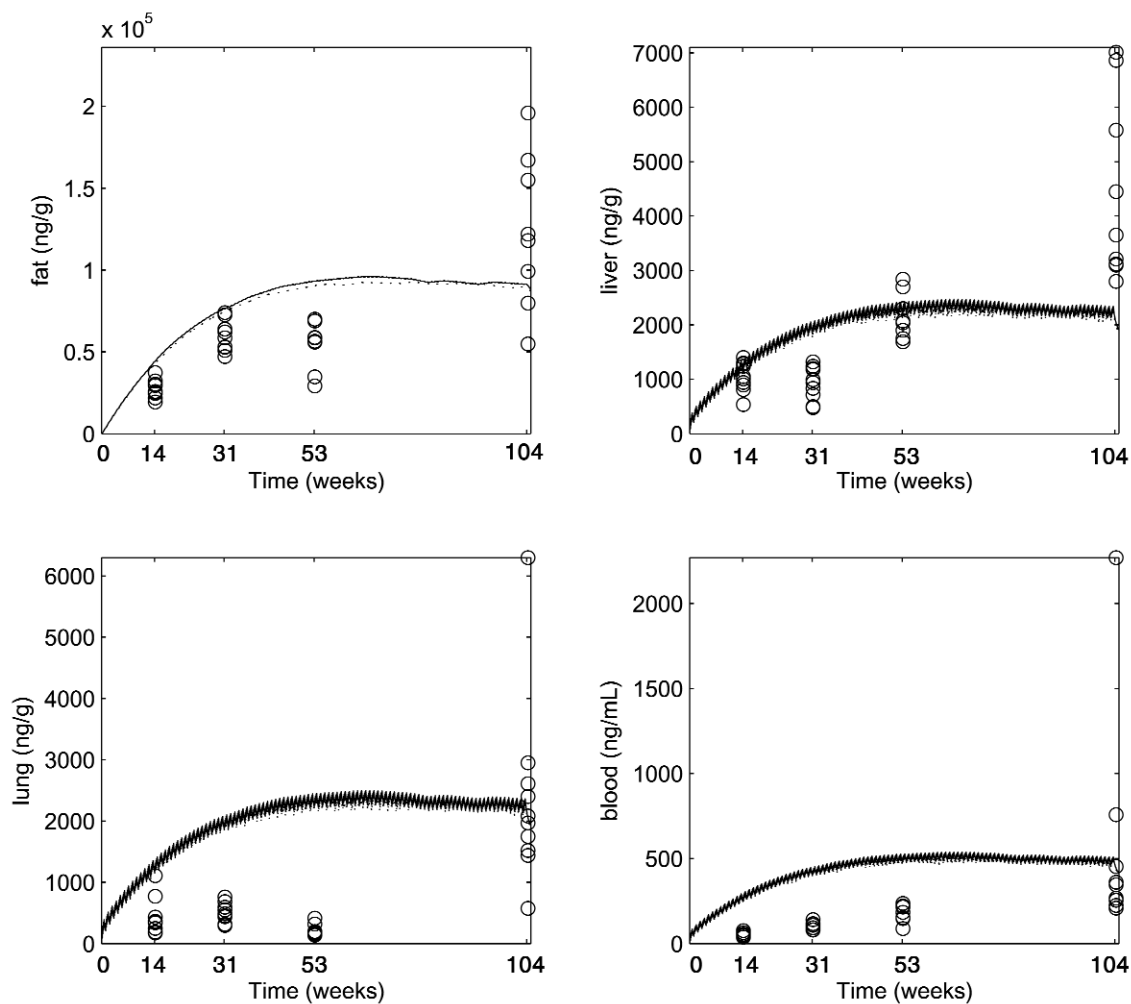 x 10^5
2
1.5
1
0.5
0
fat (ng/g)
0 14 31 53 104
Time (weeks)
7000
6000
5000
4000
3000
2000
1000
0
liver (ng/g)
0 14 31 53 104
Time (weeks)
6000
5000
4000
3000
2000
1000
0
lung (ng/g)
0 14 31 53 104
Time (weeks)
2000
1500
1000
500
0
blood (ng/mL)
0 14 31 53 104
Time (weeks)